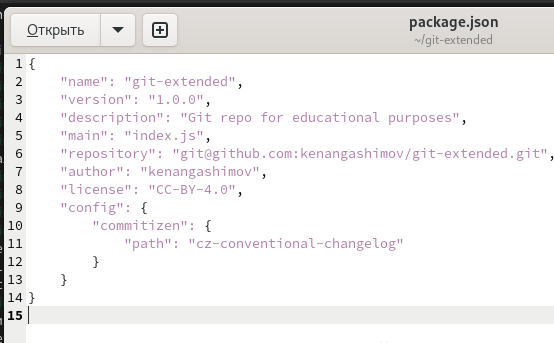 Открыть
package.json
~/git-extended
1 {
2     "name": "git-extended",
3     "version": "1.0.0",
4     "description": "Git repo for educational purposes",
5     "main": "index.js",
6     "repository": "git@github.com:kenangashimov/git-extended.git",
7     "author": "kenangashimov",
8     "license": "CC-BY-4.0",
9     "config": {
10         "commitizen": {
11             "path": "cz-conventional-changelog"
12         }
13     }
14 }
15